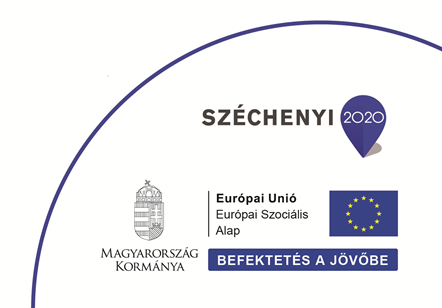 SZÉCHENYI 2020
Európai Unió
Európai Szociális
Alap
MAGYARORSZÁG
KORMÁNYA
BEFEKTETÉS A JÖVŐBE